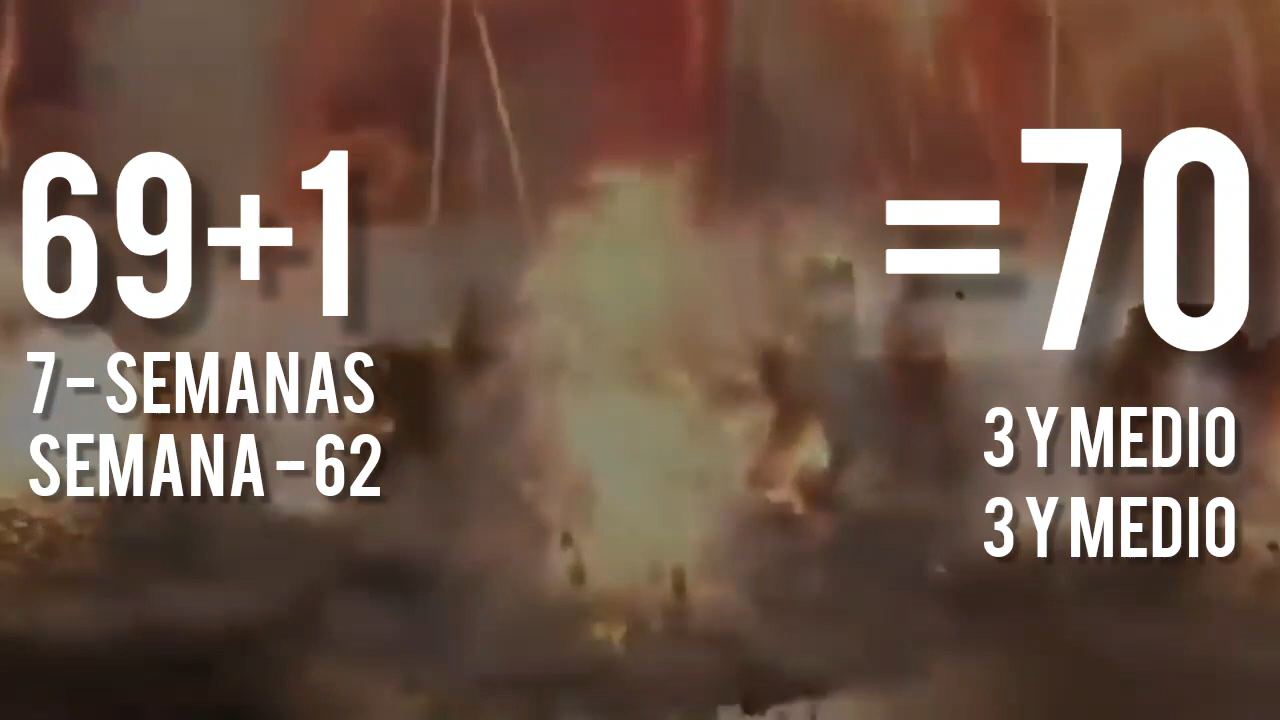 69+1
7 - SEMANAS
SEMANA - 62
=70
3 Y MEDIO
3 Y MEDIO